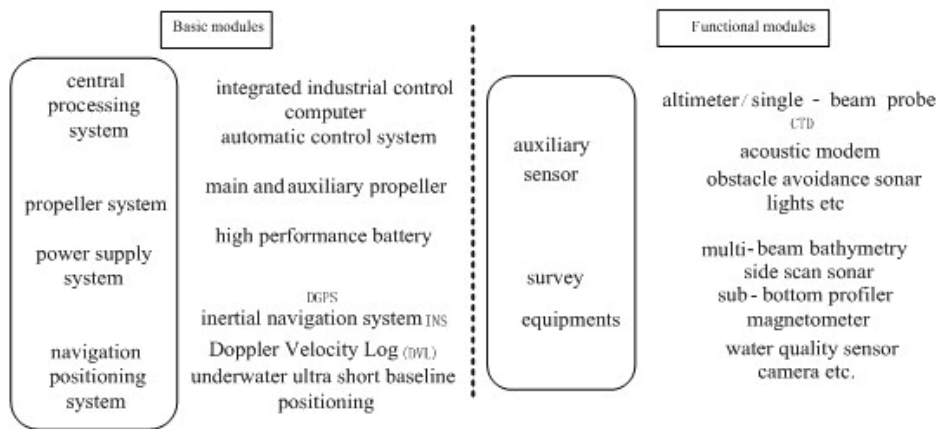 Basic modules
central
processing
system
integrated industrial control
computer
automatic control system
propeller system
main and auxiliary propeller
power supply
system
high performance battery
navigation
positioning
system
DGPS
inertial navigation system INS
Doppler Velocity Log (DVL)
underwater ultra short baseline
positioning
Functional modules
auxiliary
sensor
altimeter/ single - beam probe
CTD
acoustic modem
obstacle avoidance sonar
lights etc
survey
equipments
multi-beam bathymetry
side scan sonar
sub-bottom profiler
magnetometer
water quality sensor
camera etc.